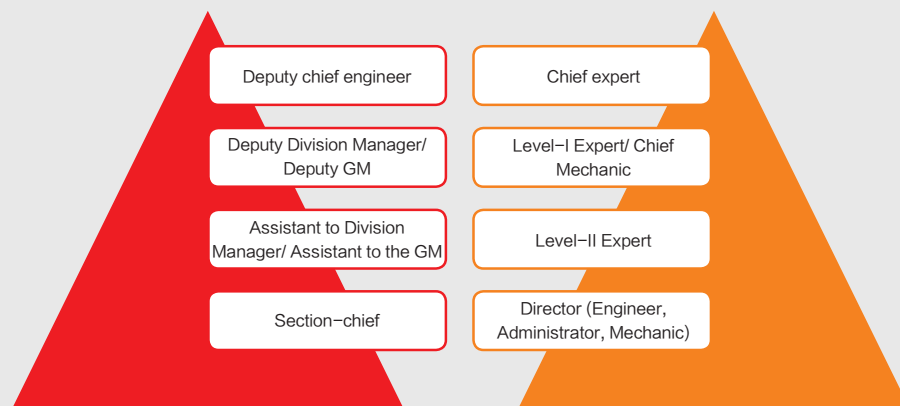 Deputy chief engineer
Chief expert
Deputy Division Manager/
Deputy GM
Level-I Expert/ Chief
Mechanic
Assistant to Division
Manager/ Assistant to the GM
Level-II Expert
Section-chief
Director (Engineer,
Administrator, Mechanic)